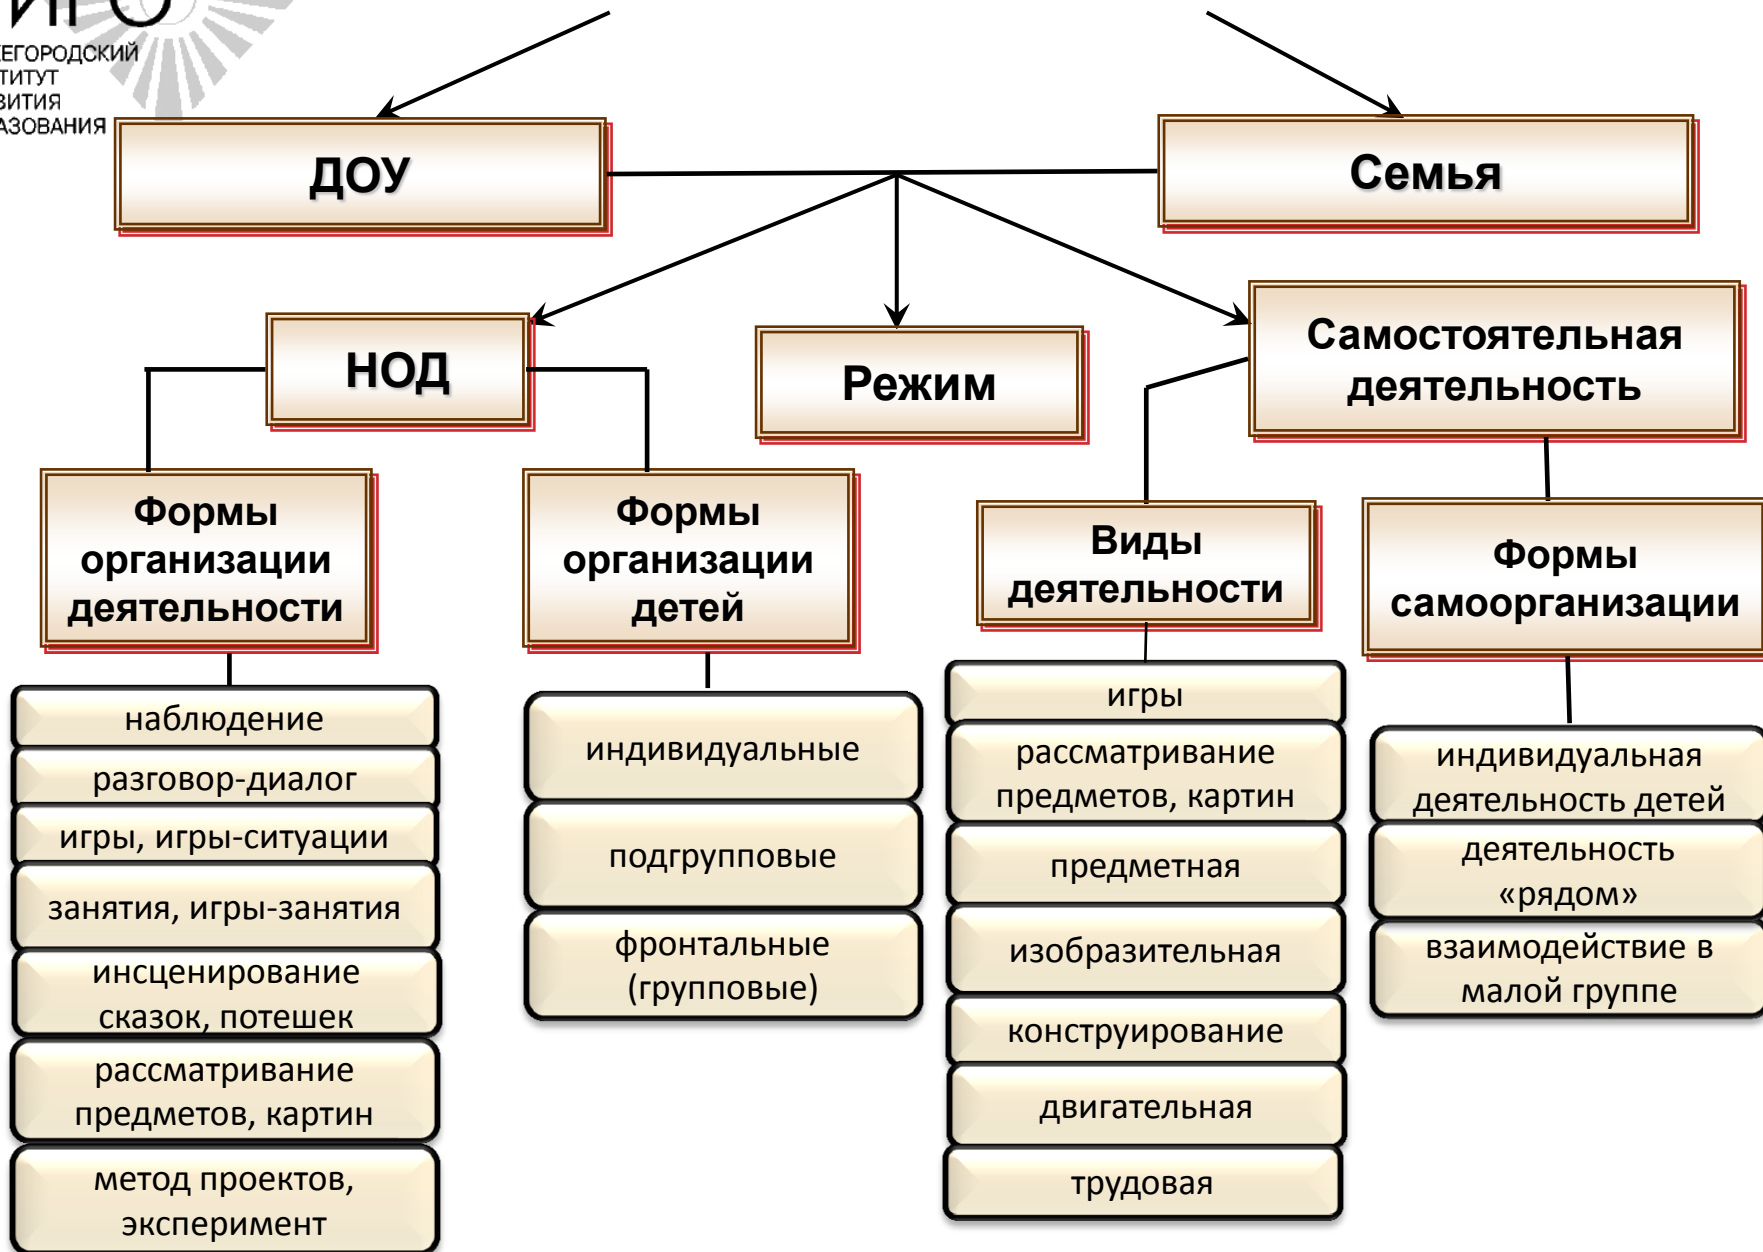 ЕГОРОДСКИЙ
ТИТУТ
ВИТИЯ
АЗОВАНИЯ
ДОУ
Семья
НОД
Режим
Самостоятельная
деятельность
Формы
организации
деятельности
Формы
организации
детей
Виды
деятельности
Формы
самоорганизации
наблюдение
разговор-диалог
игры, игры-ситуации
занятия, игры-занятия
инсценирование
сказок, потешек
рассматривание
предметов, картин
метод проектов,
эксперимент
индивидуальные
подгрупповые
фронтальные
(групповые)
игры
рассматривание
предметов, картин
предметная
изобразительная
конструирование
двигательная
трудовая
индивидуальная
деятельность детей
деятельность
«рядом»
взаимодействие в
малой группе